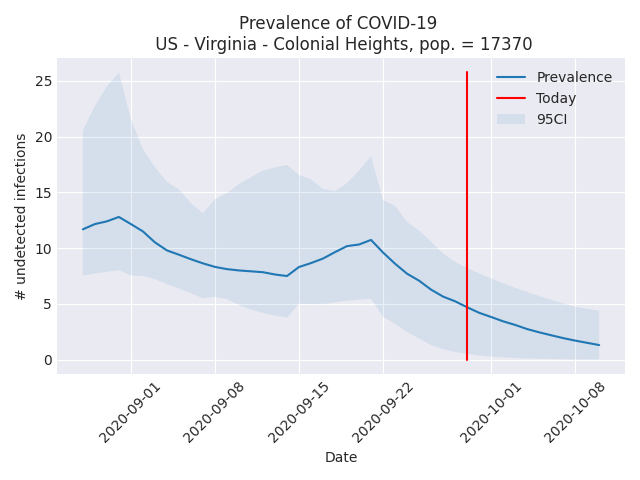 Prevalence of COVID-19
US - Virginia - Colonial Heights, pop. = 17370
# undetected infections
25
20
15
10
5
0
Prevalence
Today
95CI
2020-09-01
2020-09-08
2020-09-15
2020-09-22
2020-10-01
2020-10-08
Date